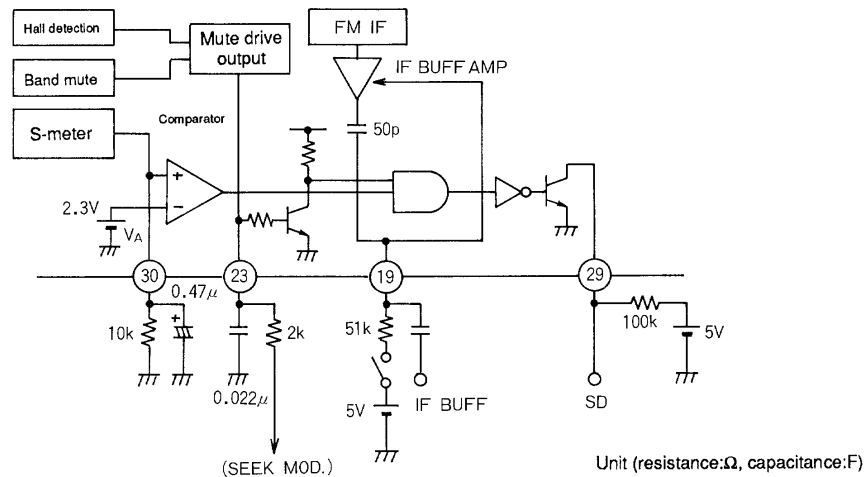 Hall detection
Mute drive
output
FM IF
Band mute
IF BUFF AMP
S-meter
Comparator
50p
+
−
2.3V
VA
30
23
19
29
0.47μ
+
10k
2k
51k
100k
5V
0.022μ
5V
IF BUFF
SD
(SEEK MOD.)
Unit (resistance:Ω, capacitance:F)